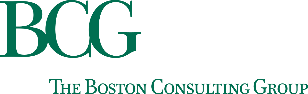 BCG
THE BOSTON CONSULTING GROUP